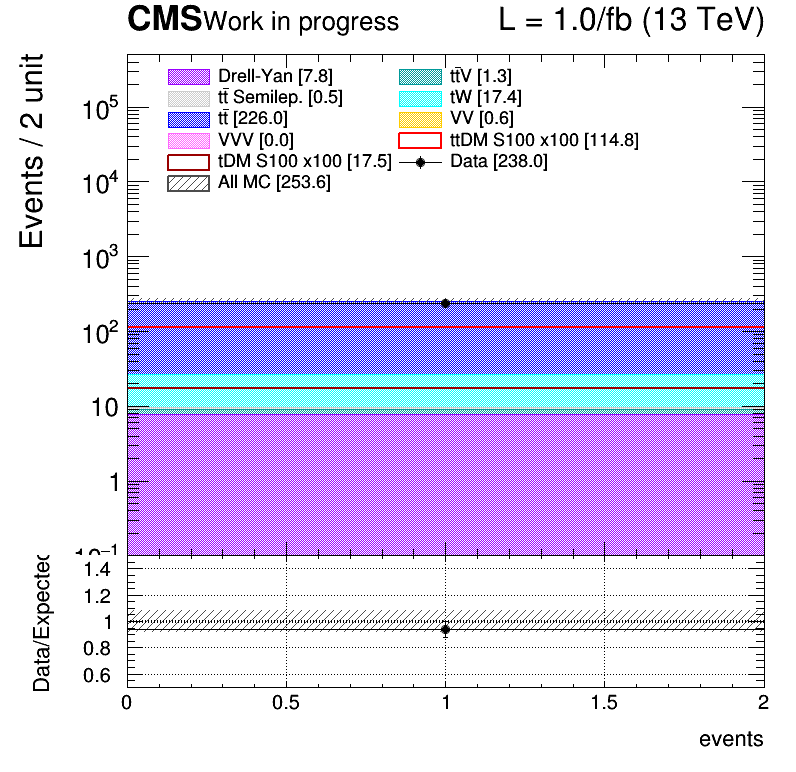 CMS Work in progress L = 1.0/fb (13 TeV)
Events / 2 unit
Drell-Yan [7.8] tt̄V [1.3]
tt̄ Semilep. [0.5] tW [17.4]
tt̄ [226.0] VV [0.6]
VVV [0.0] ttDM S100 x100 [114.8]
tDM S100 x100 [17.5] Data [238.0]
All MC [253.6]
10⁵
10⁴
10³
10²
10
1
10⁻¹
Data/Expected
1.4
1.2
1
0.8
0.6
0 0.5 1 1.5 2
events